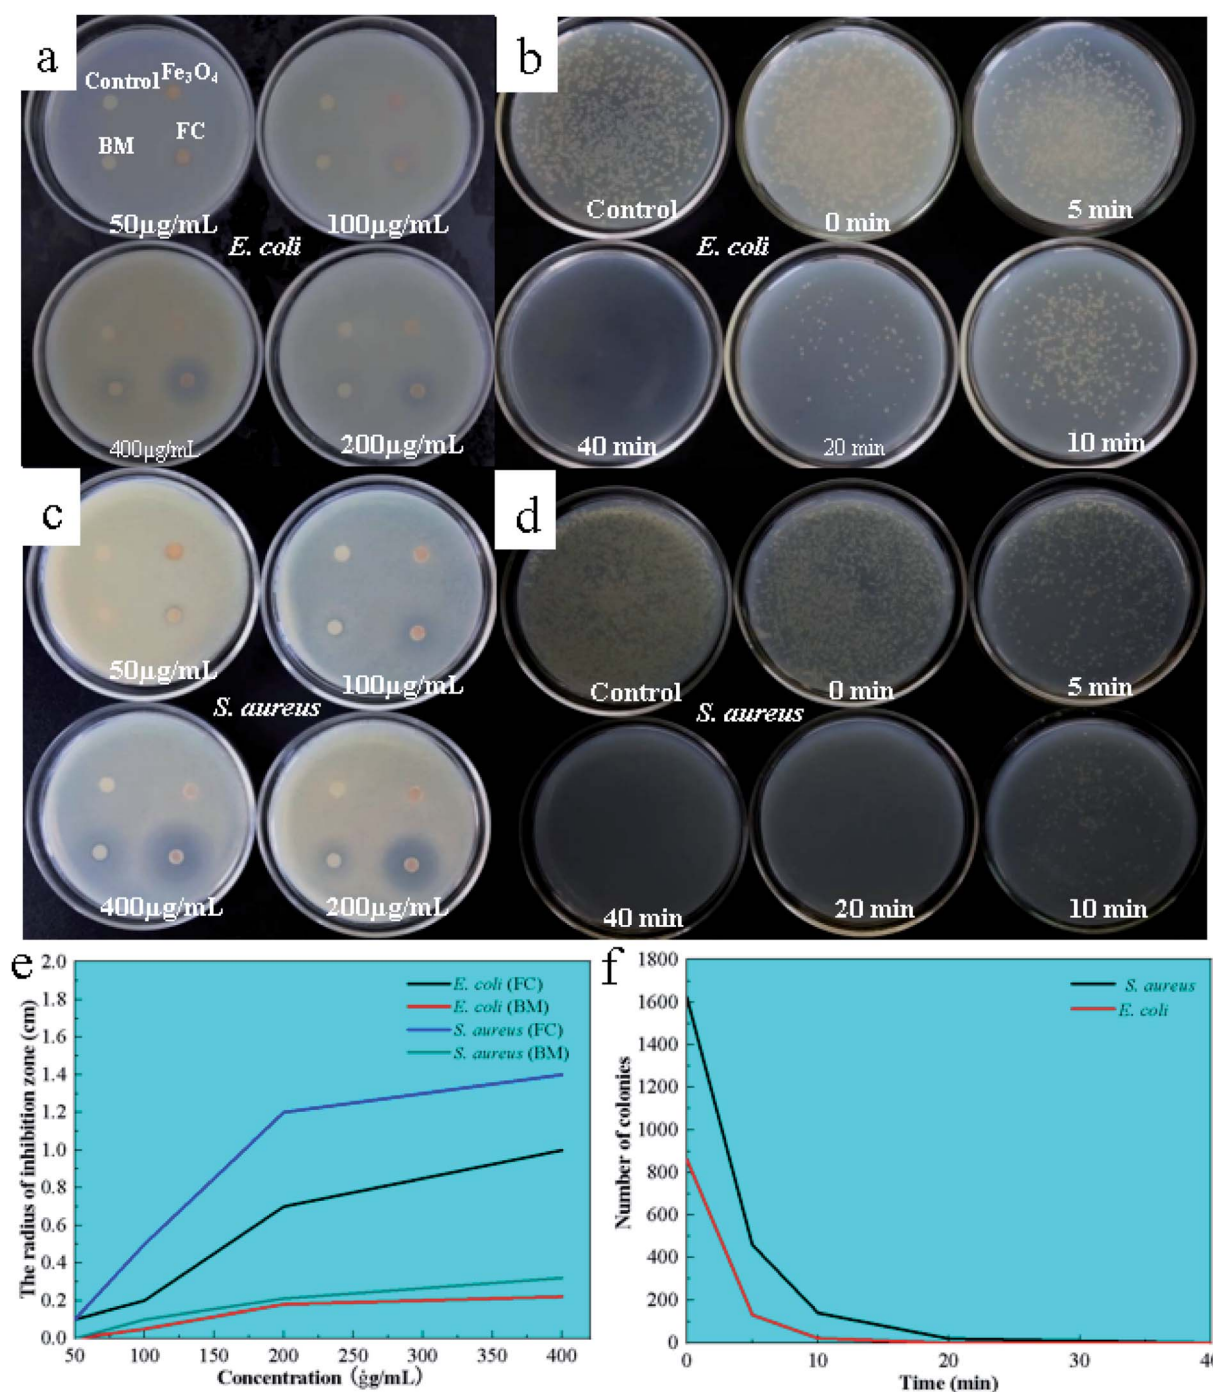 a
Control Fe₃O₄
BM FC
50µg/mL
100µg/mL
E. coli
400µg/mL
200µg/mL
b
Control
0 min
5 min
E. coli
40 min
20 min
10 min
c
50µg/mL
100µg/mL
S. aureus
400µg/mL
200µg/mL
d
Control
0 min
5 min
S. aureus
40 min
20 min
10 min
e
The radius of inhibition zone (cm)
2.0
1.8
1.6
1.4
1.2
1.0
0.8
0.6
0.4
0.2
0.0
E. coli (FC)
E. coli (BM)
S. aureus (FC)
S. aureus (BM)
50 100 150 200 250 300 350 400
Concentration (ġg/mL)
f
Number of colonies
1800
1600
1400
1200
1000
800
600
400
200
0
S. aureus
E. coli
0 10 20 30 40
Time (min)